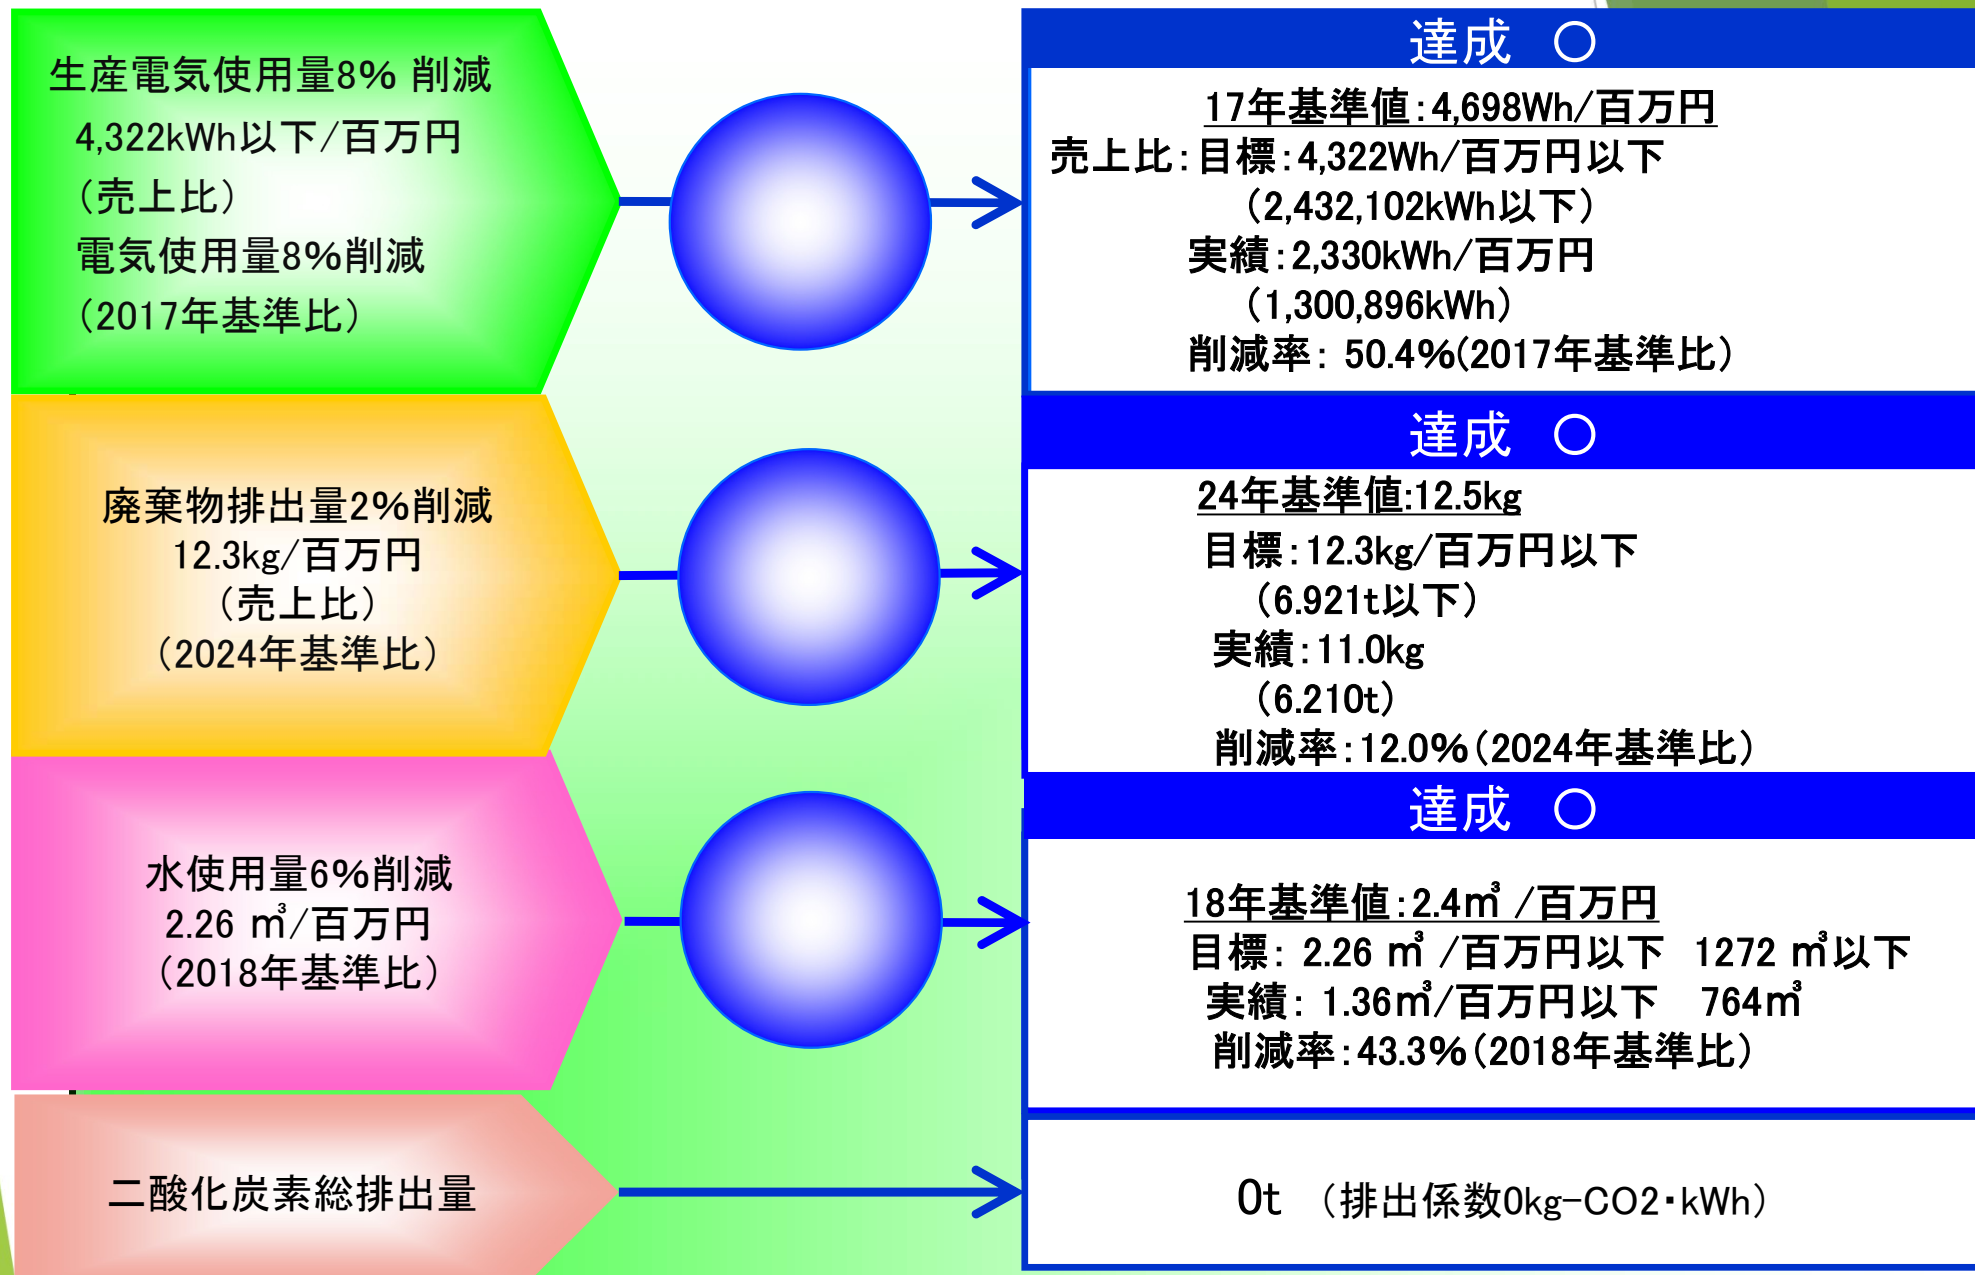 生産電気使用量8% 削減
4,322kWh以下/百万円
（売上比）
電気使用量8%削減
（2017年基準比）
達成 ○
17年基準値：4,698Wh/百万円
売上比：目標：4,322Wh/百万円以下
（2,432,102kWh以下）
実績：2,330kWh/百万円
（1,300,896kWh）
削減率： 50.4%（2017年基準比）
廃棄物排出量2%削減
12.3kg/百万円
（売上比）
（2024年基準比）
達成 ○
24年基準値:12.5kg
目標：12.3kg/百万円以下
（6.921t以下）
実績：11.0kg
（6.210t）
削減率：12.0%（2024年基準比）
水使用量6%削減
2.26 ㎥/百万円
（2018年基準比）
達成 ○
18年基準値：2.4㎥ /百万円
目標： 2.26 ㎥ /百万円以下 1272 ㎥以下
実績： 1.36㎥/百万円以下 764㎥
削減率：43.3%（2018年基準比）
二酸化炭素総排出量
0t （排出係数0kg-CO2・kWh）